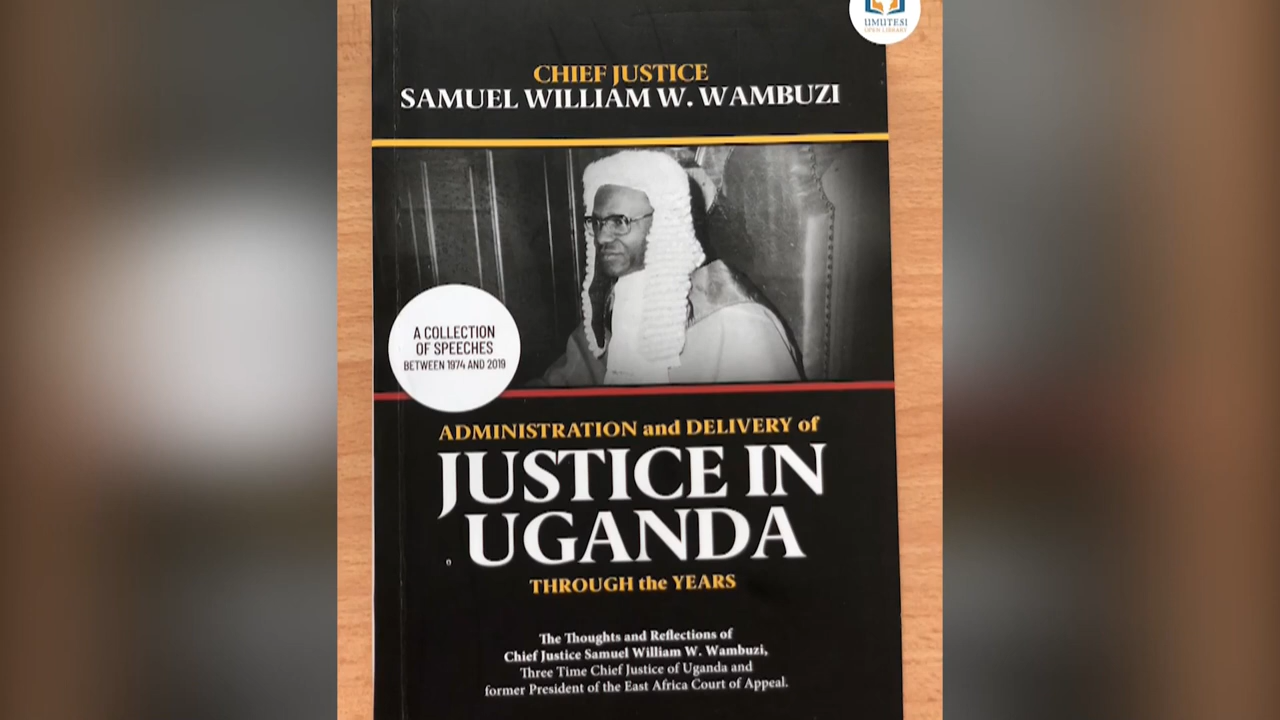 UMUTESI
OPEN LIBRARY
CHIEF JUSTICE
SAMUEL WILLIAM W. WAMBUZI
A COLLECTION
OF SPEECHES
BETWEEN 1974 AND 2019
ADMINISTRATION and DELIVERY of
JUSTICE IN
UGANDA
THROUGH the YEARS
The Thoughts and Reflections of
Chief Justice Samuel William W. Wambuzi,
Three Time Chief Justice of Uganda and
former President of the East Africa Court of Appeal.